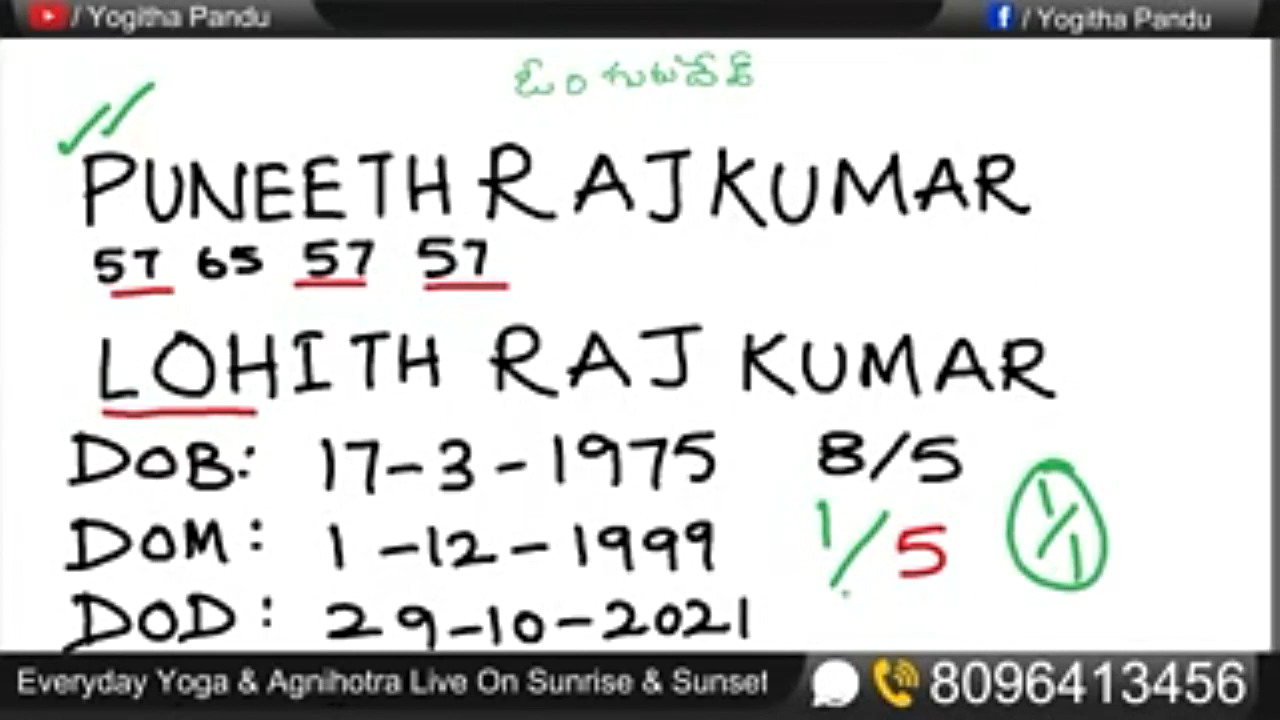 / Yogitha Pandu
/ Yogitha Pandu
ఓం గురుదేవ్
PUNEETH RAJKUMAR
57 65 57 57
LOHITH RAJ KUMAR
DOB: 17-3-1975 8/5
DOM: 1-12-1999 1/5 1/1
DOD: 29-10-2021
Everyday Yoga & Agnihotra Live On Sunrise & Sunset
8096413456